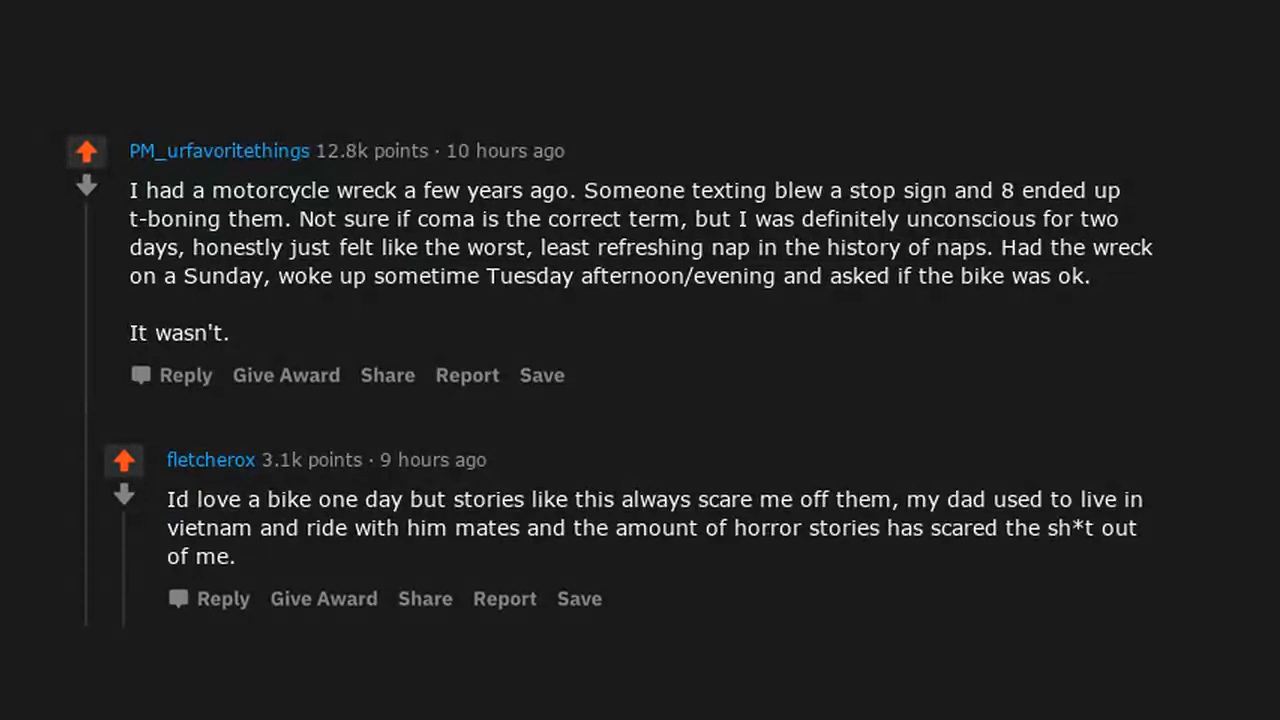 PM_urfavoritethings 12.8k points · 10 hours ago
I had a motorcycle wreck a few years ago. Someone texting blew a stop sign and 8 ended up
t-boning them. Not sure if coma is the correct term, but I was definitely unconscious for two
days, honestly just felt like the worst, least refreshing nap in the history of naps. Had the wreck
on a Sunday, woke up sometime Tuesday afternoon/evening and asked if the bike was ok.
It wasn't.
Reply Give Award Share Report Save
fletcherox 3.1k points · 9 hours ago
Id love a bike one day but stories like this always scare me off them, my dad used to live in
vietnam and ride with him mates and the amount of horror stories has scared the sh*t out
of me.
Reply Give Award Share Report Save